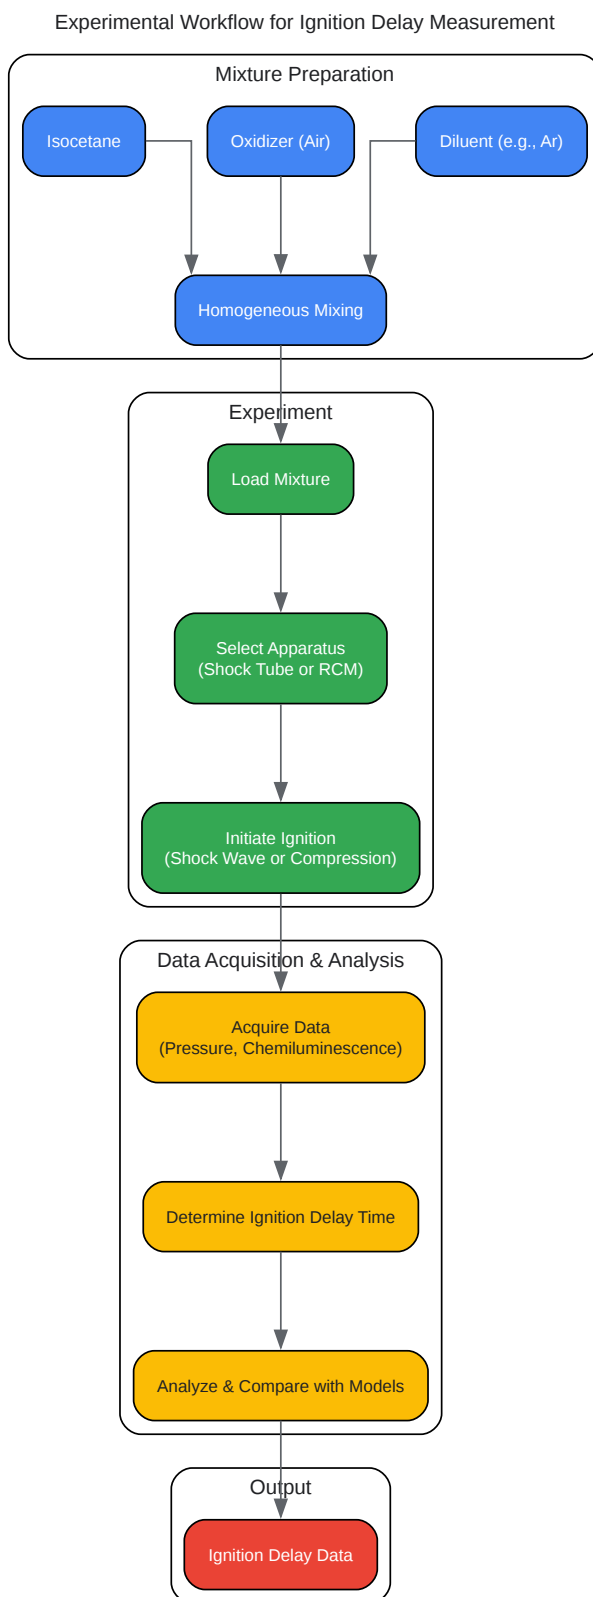 Experimental Workflow for Ignition Delay Measurement
Mixture Preparation
Isocetane
Oxidizer (Air)
Diluent (e.g., Ar)
Homogeneous Mixing
Experiment
Load Mixture
Select Apparatus
(Shock Tube or RCM)
Initiate Ignition
(Shock Wave or Compression)
Data Acquisition & Analysis
Acquire Data
(Pressure, Chemiluminescence)
Determine Ignition Delay Time
Analyze & Compare with Models
Output
Ignition Delay Data